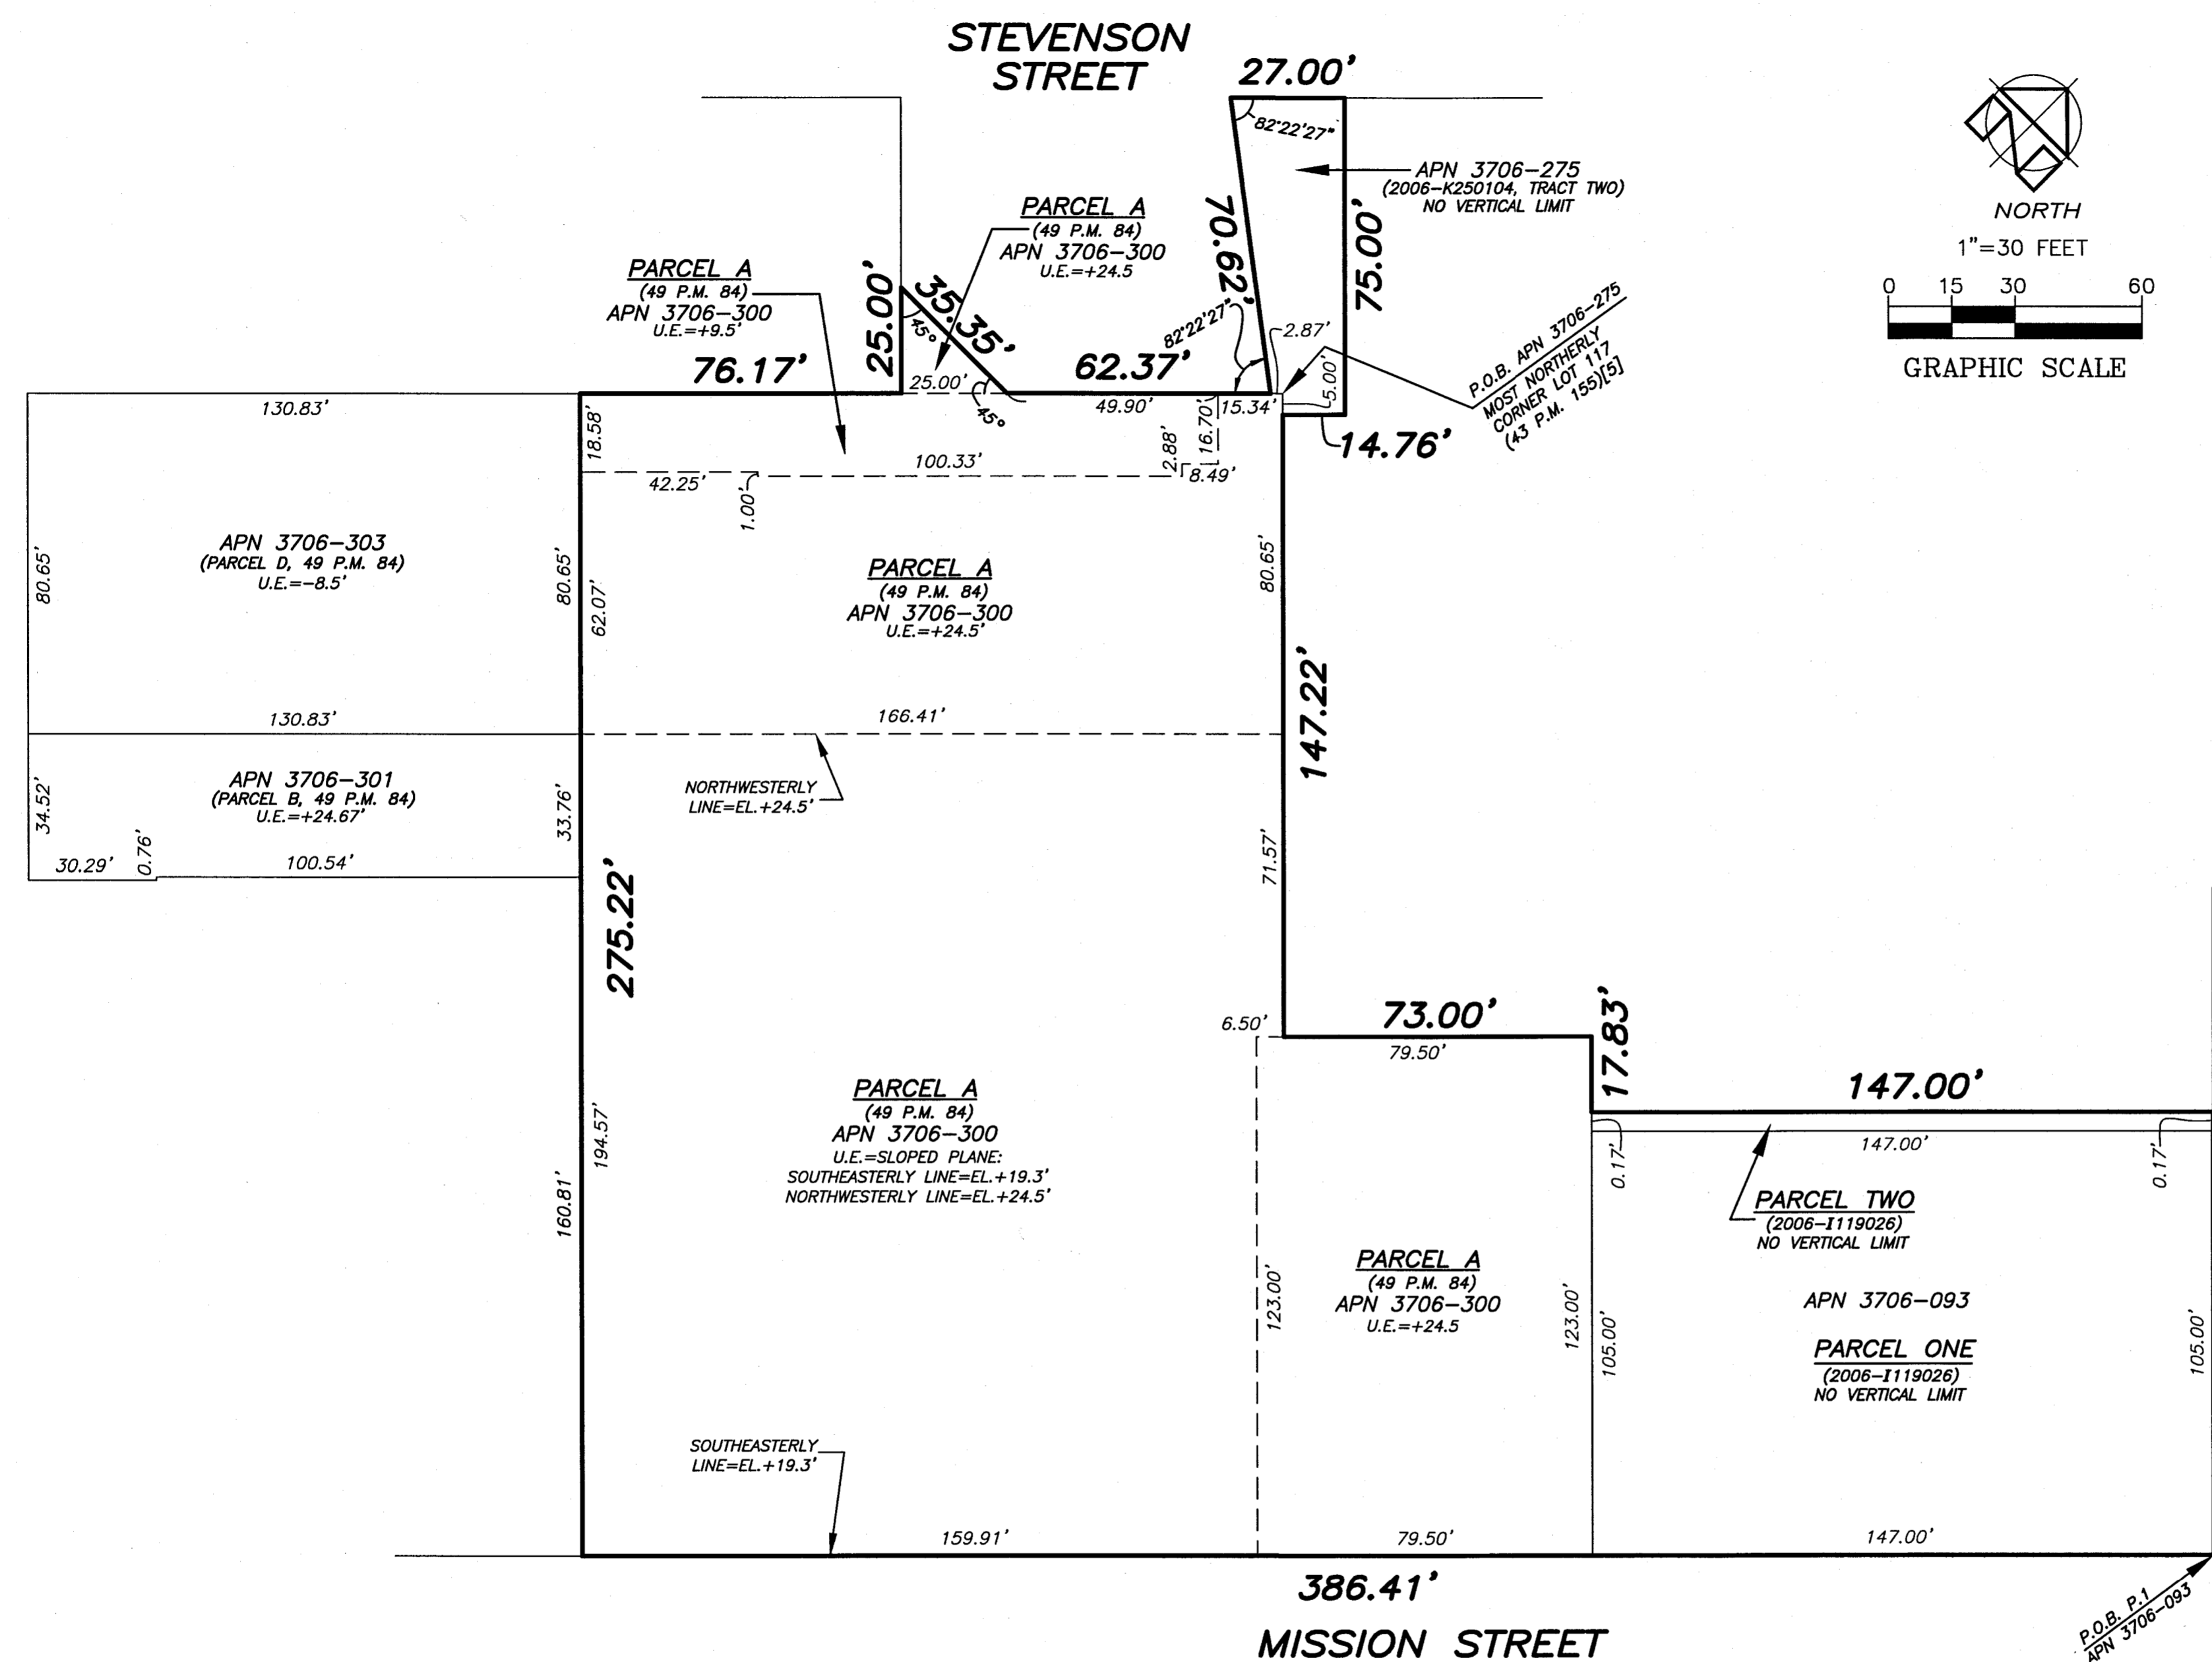 STEVENSON
STREET
27.00'
82°22'27"
APN 3706-275
(2006-K250104, TRACT TWO)
NO VERTICAL LIMIT
NORTH
1"=30 FEET
0 15 30 60
GRAPHIC SCALE
PARCEL A
(49 P.M. 84)
APN 3706-300
U.E.=+24.5
PARCEL A
(49 P.M. 84)
APN 3706-300
U.E.=+9.5'
25.00'
35.35'
45°
70.62'
82°22'27"
2.87'
75.00'
5.00'
P.O.B. APN 3706-275
MOST NORTHERLY
CORNER LOT 117
(43 P.M. 155)[5]
76.17'
25.00'
45°
62.37'
49.90'
15.34'
14.76'
130.83'
18.58'
42.25'
1.00'
100.33'
2.88'
16.70'
8.49'
80.65'
APN 3706-303
(PARCEL D, 49 P.M. 84)
U.E.=-8.5'
80.65'
62.07'
PARCEL A
(49 P.M. 84)
APN 3706-300
U.E.=+24.5'
80.65'
147.22'
130.83'
166.41'
34.52'
APN 3706-301
(PARCEL B, 49 P.M. 84)
U.E.=+24.67'
33.76'
NORTHWESTERLY
LINE=EL.+24.5'
30.29'
0.76'
100.54'
71.57'
275.22'
6.50'
73.00'
79.50'
17.83'
147.00'
PARCEL A
(49 P.M. 84)
APN 3706-300
U.E.=SLOPED PLANE:
SOUTHEASTERLY LINE=EL.+19.3'
NORTHWESTERLY LINE=EL.+24.5'
160.81'
194.57'
0.17'
147.00'
0.17'
PARCEL TWO
(2006-I119026)
NO VERTICAL LIMIT
123.00'
PARCEL A
(49 P.M. 84)
APN 3706-300
U.E.=+24.5
123.00'
105.00'
APN 3706-093
PARCEL ONE
(2006-I119026)
NO VERTICAL LIMIT
105.00'
SOUTHEASTERLY
LINE=EL.+19.3'
159.91'
79.50'
147.00'
386.41'
MISSION STREET
P.O.B. P.1
APN 3706-093